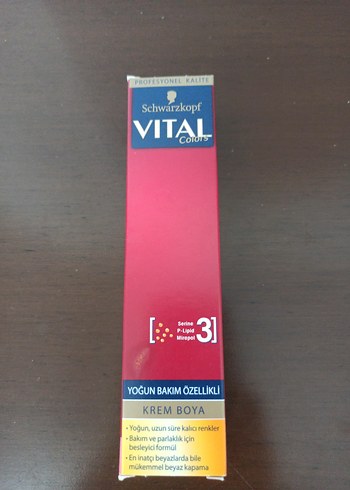 PROFESYONEL KALİTE
Schwarzkopf
VITAL
Colors
Serine
P-Lipid
Miropol
3
YOĞUN BAKIM ÖZELLİKLİ
KREM BOYA
• Yoğun, uzun süre kalıcı renkler
• Bakım ve parlaklık için
besleyici formül
• En inatçı beyazlarda bile
mükemmel beyaz kapama